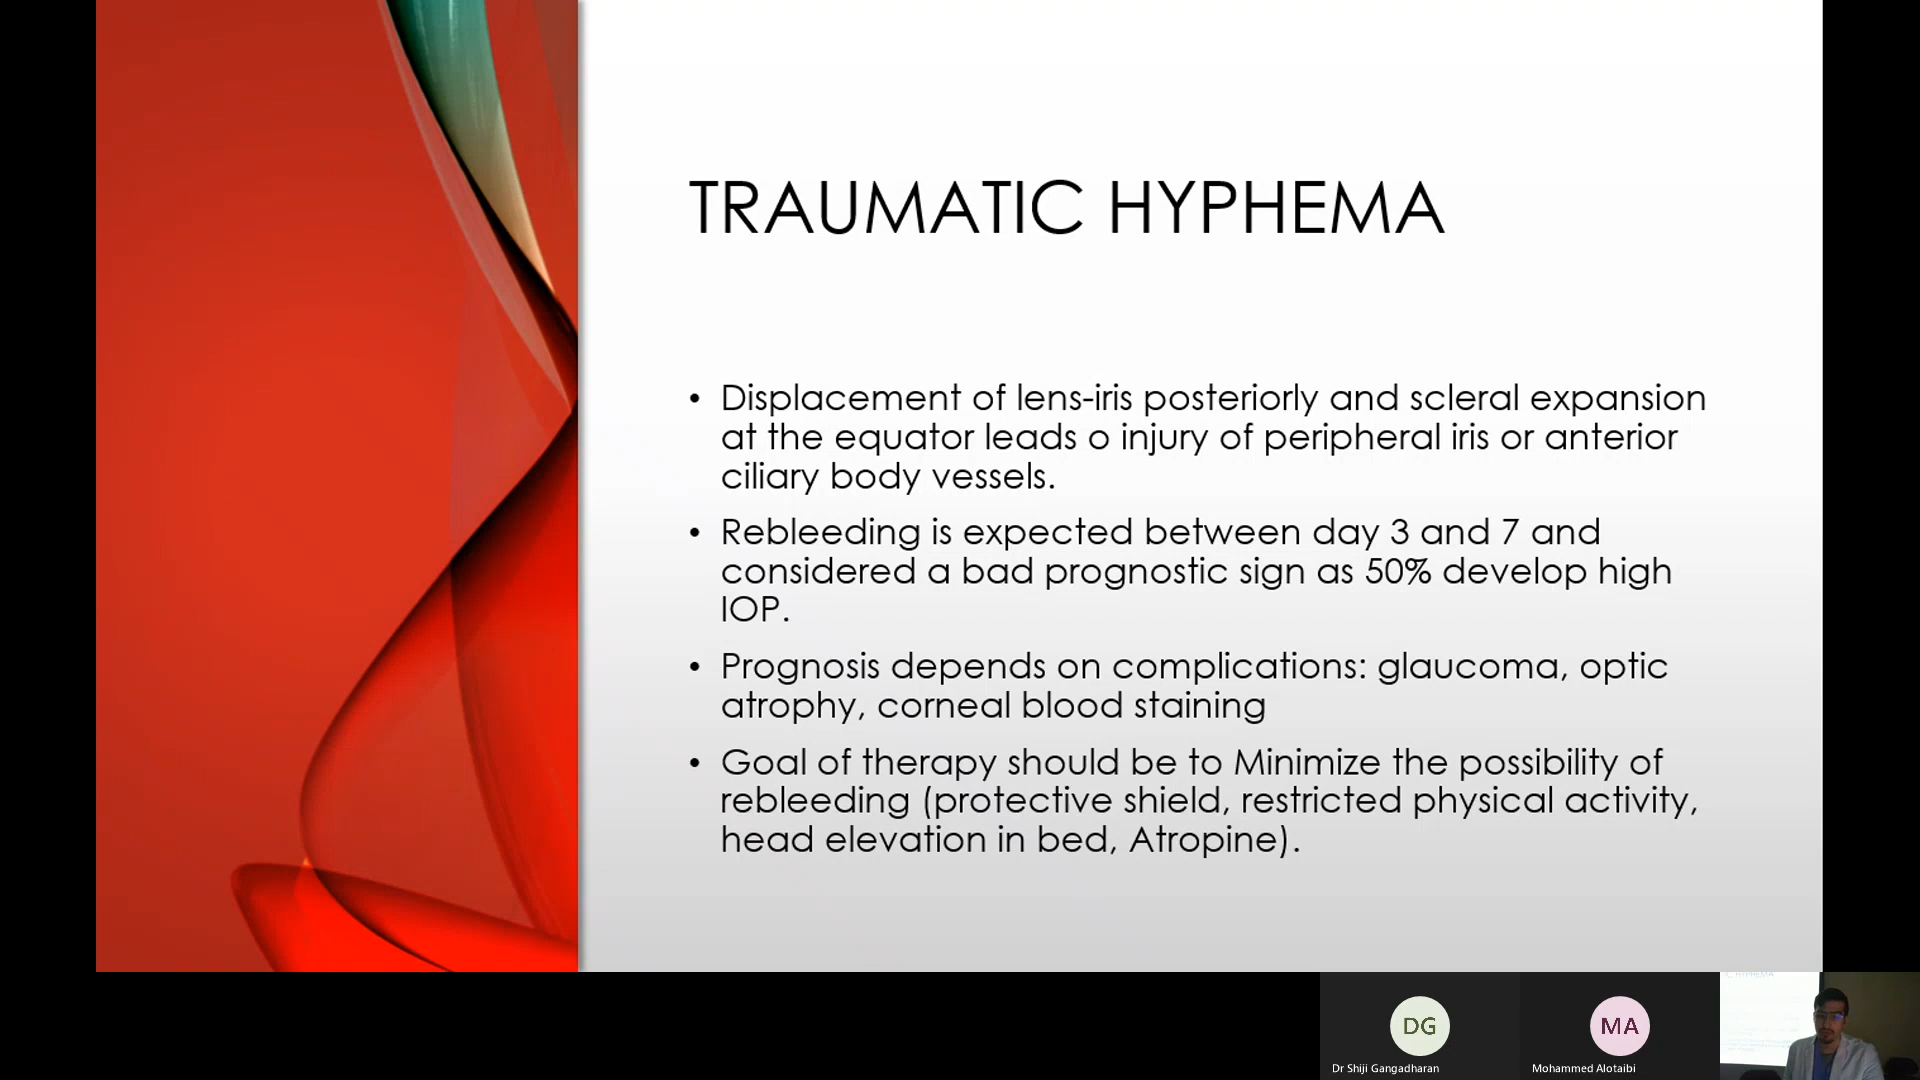 TRAUMATIC HYPHEMA
• Displacement of lens-iris posteriorly and scleral expansion
at the equator leads o injury of peripheral iris or anterior
ciliary body vessels.
• Rebleeding is expected between day 3 and 7 and
considered a bad prognostic sign as 50% develop high
IOP.
• Prognosis depends on complications: glaucoma, optic
atrophy, corneal blood staining
• Goal of therapy should be to Minimize the possibility of
rebleeding (protective shield, restricted physical activity,
head elevation in bed, Atropine).
DG
Dr Shiji Gangadharan
MA
Mohammed Alotaibi